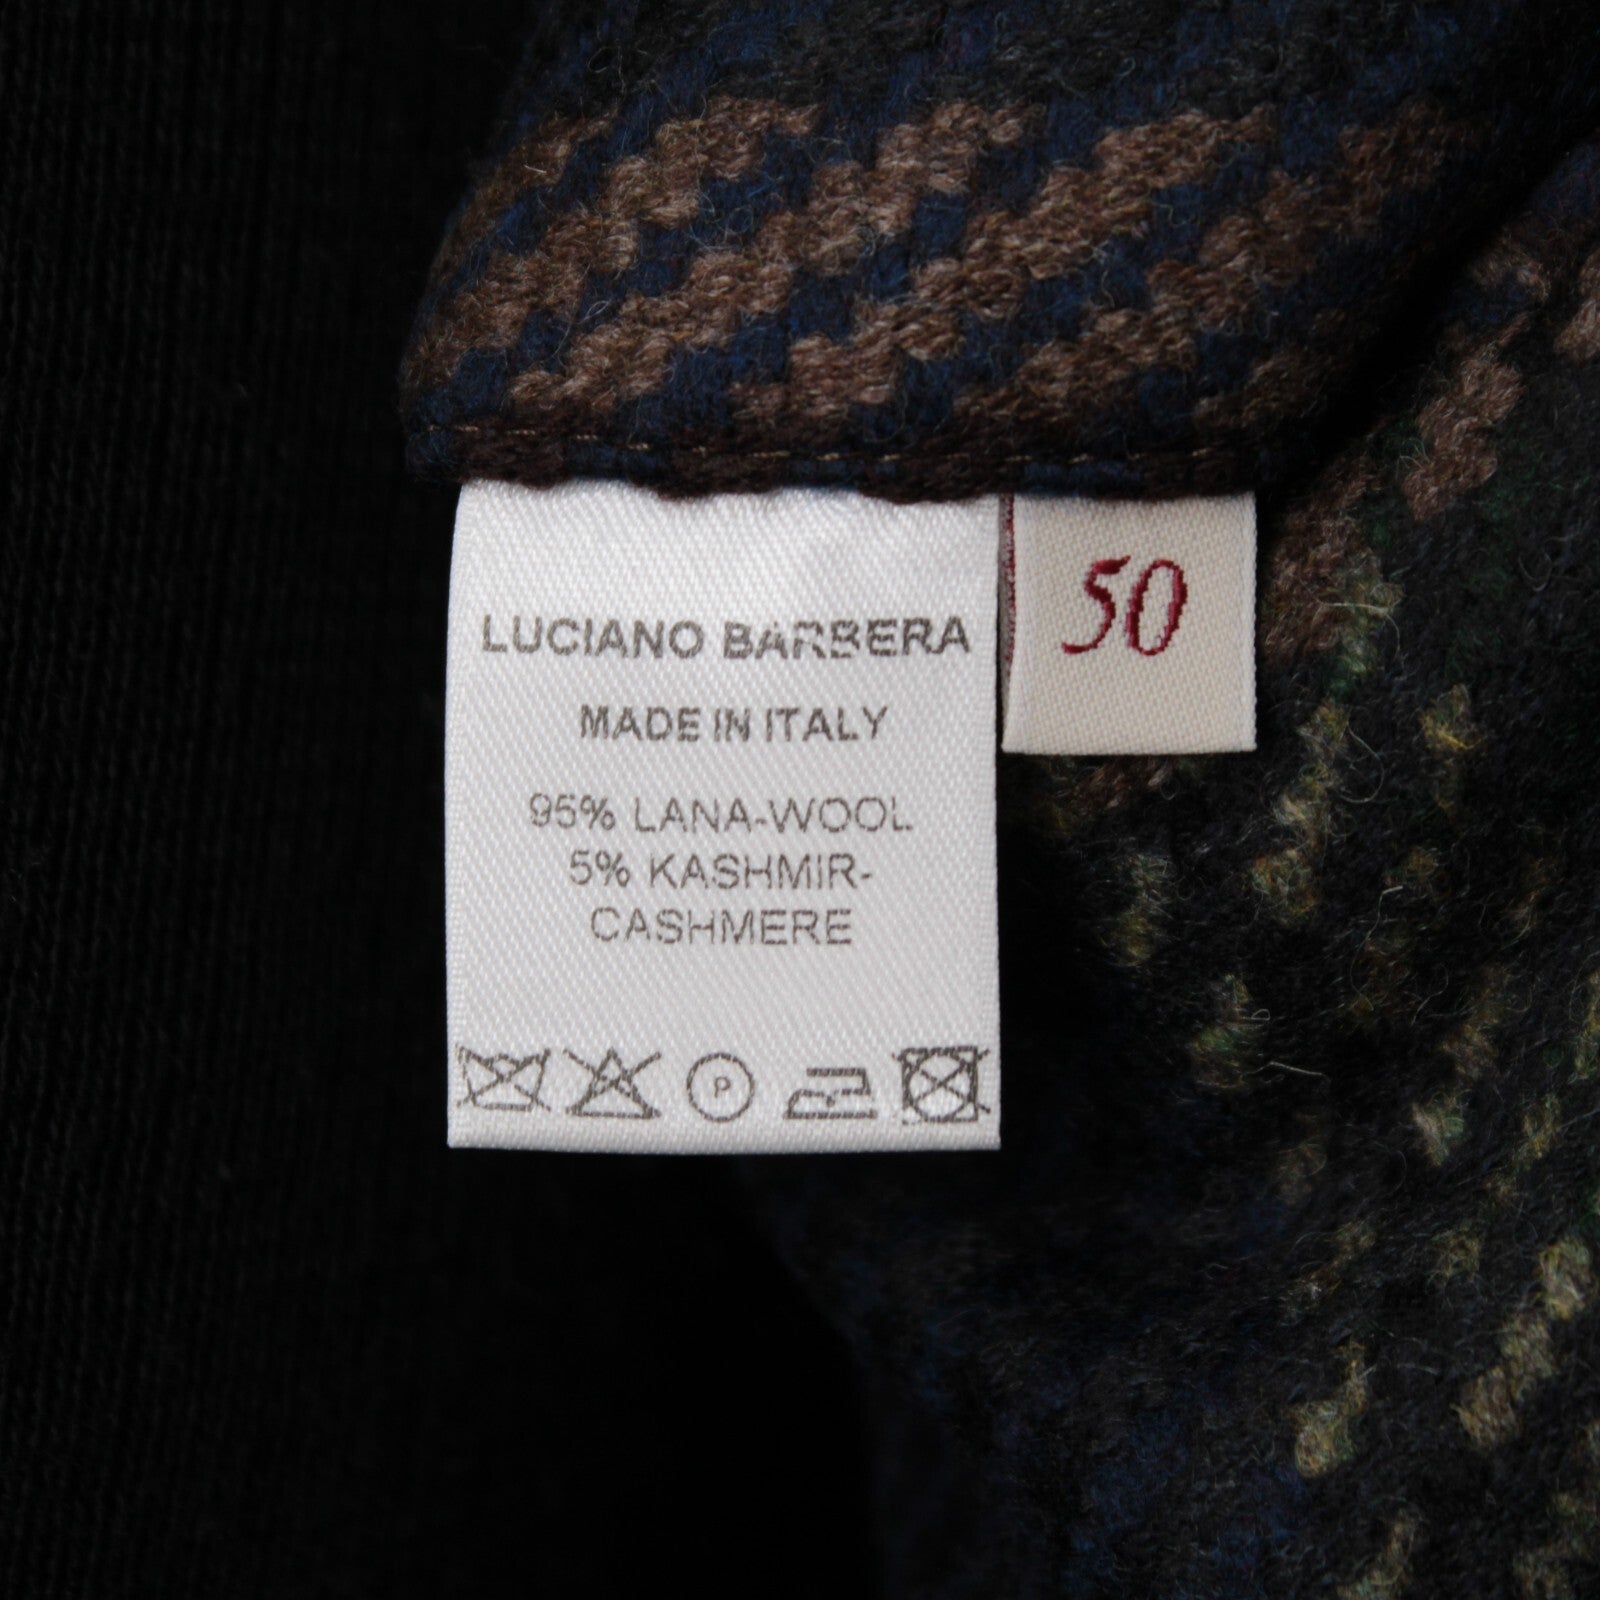 LUCIANO BARBERA
MADE IN ITALY
95% LANA-WOOL
5% KASHMIR-
CASHMERE
P
50